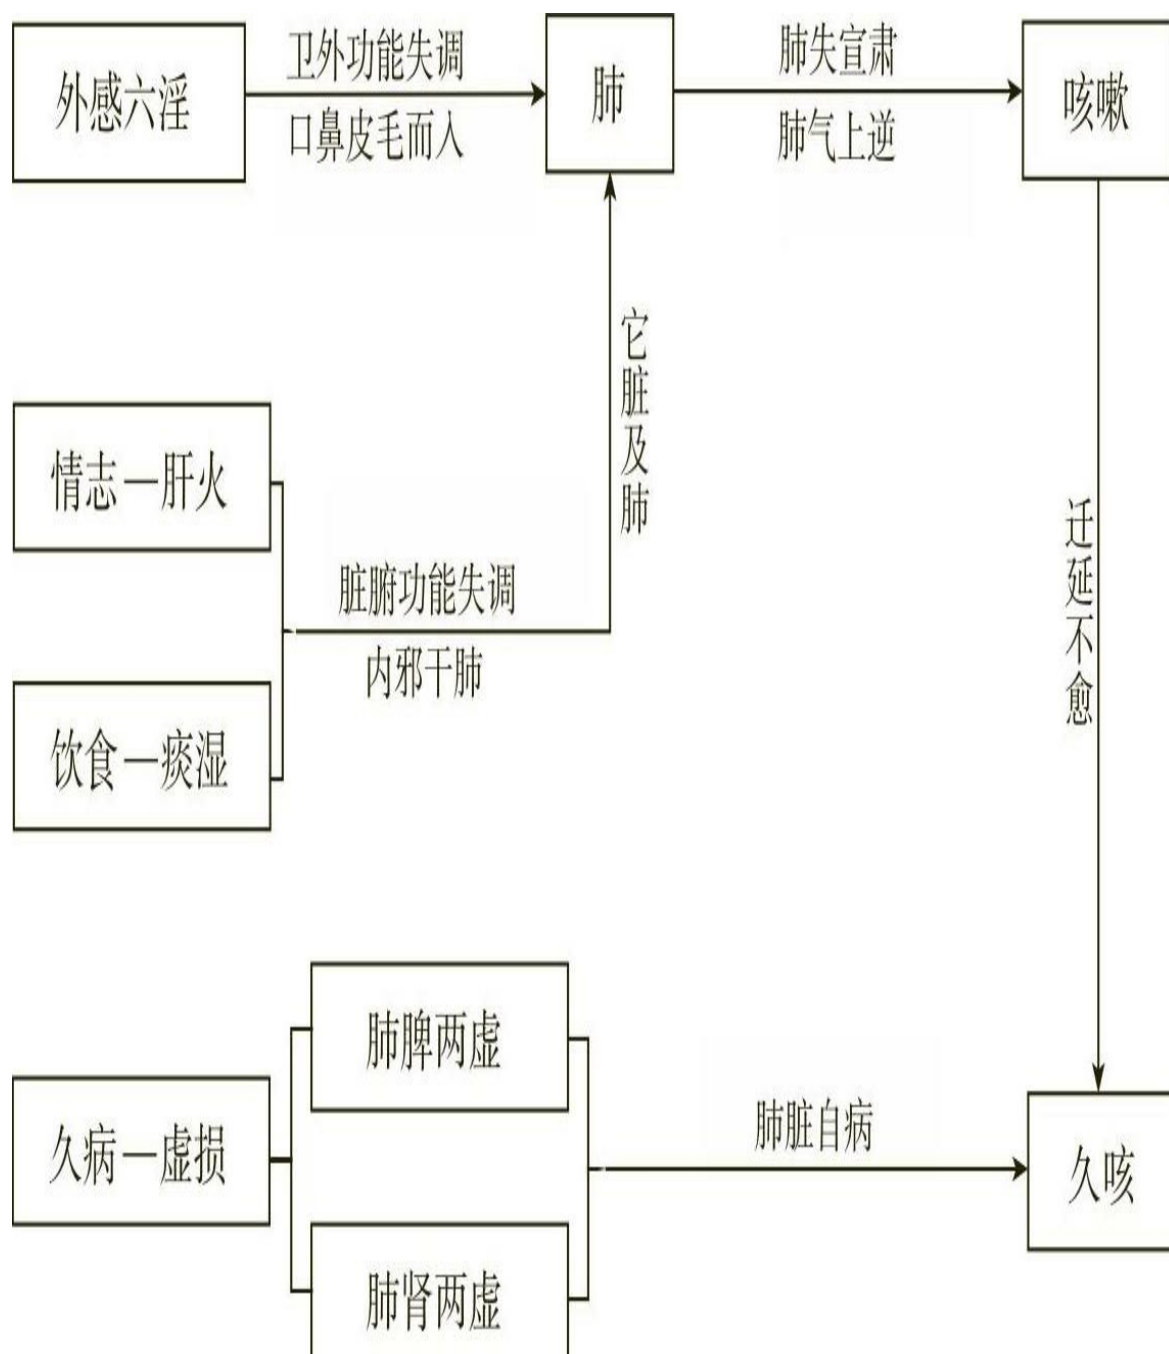 外感六淫
卫外功能失调
口鼻皮毛而入
肺
肺失宣肃
肺气上逆
咳嗽
它脏及肺
情志—肝火
脏腑功能失调
内邪干肺
饮食—痰湿
迁延不愈
久病—虚损
肺脾两虚
肺肾两虚
肺脏自病
久咳